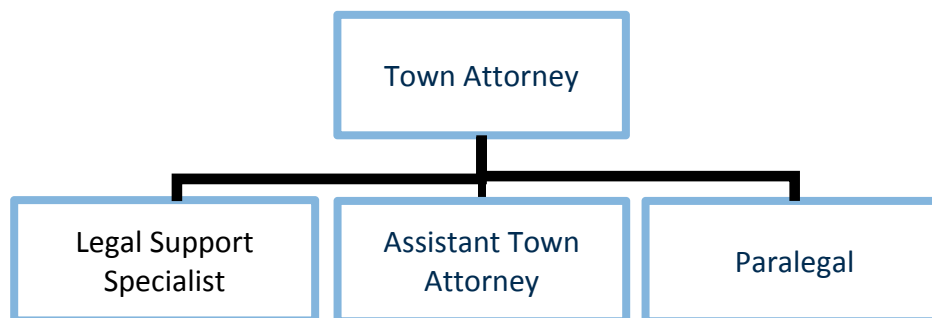 Town Attorney
Legal Support
Specialist
Assistant Town
Attorney
Paralegal